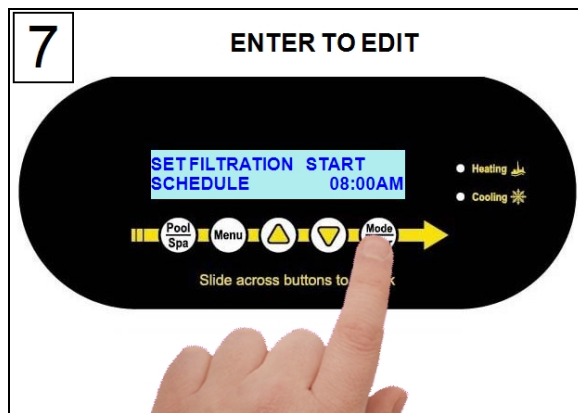 7
ENTER TO EDIT
SET FILTRATION START
SCHEDULE 08:00AM
Heating
Cooling
Pool
Spa
Menu
Mode
Slide across buttons to